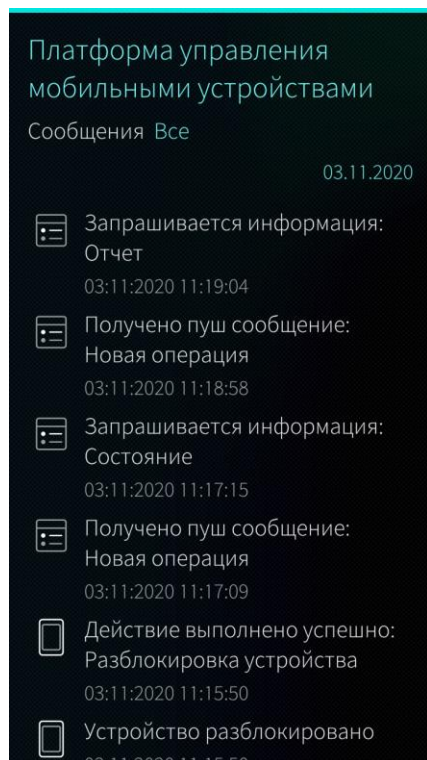 Платформа управления
мобильными устройствами
Сообщения Все
03.11.2020
Запрашивается информация:
Отчет
03:11:2020 11:19:04
Получено пуш сообщение:
Новая операция
03:11:2020 11:18:58
Запрашивается информация:
Состояние
03:11:2020 11:17:15
Получено пуш сообщение:
Новая операция
03:11:2020 11:17:09
Действие выполнено успешно:
Разблокировка устройства
03:11:2020 11:15:50
Устройство разблокировано